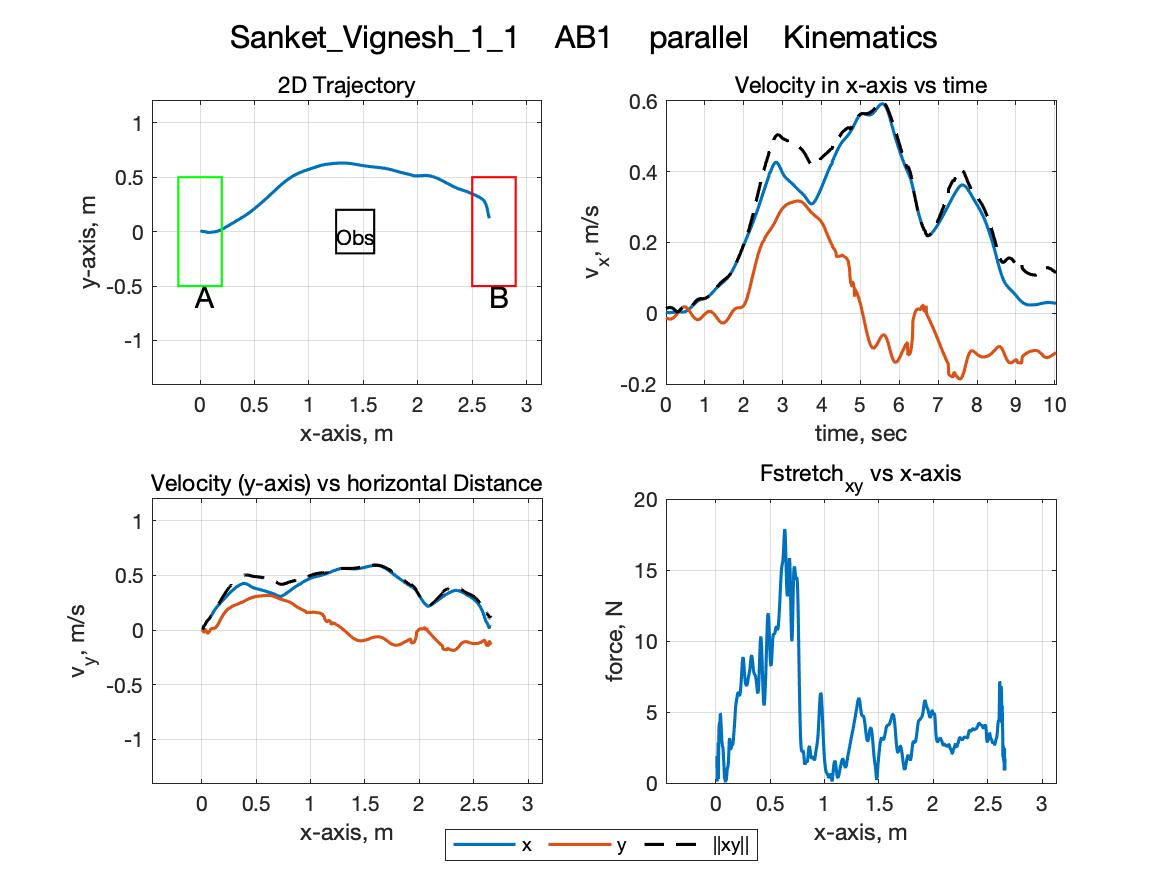 Sanket_Vignesh_1_1 AB1 parallel Kinematics
2D Trajectory
1
0.5
0
-0.5
-1
y-axis, m
Obs
A
B
0 0.5 1 1.5 2 2.5 3
x-axis, m
Velocity in x-axis vs time
0.6
0.4
0.2
0
-0.2
v_x, m/s
0 1 2 3 4 5 6 7 8 9 10
time, sec
Velocity (y-axis) vs horizontal Distance
1
0.5
0
-0.5
-1
v_y, m/s
0 0.5 1 1.5 2 2.5 3
x-axis, m
Fstretch_xy vs x-axis
20
15
10
5
0
force, N
0 0.5 1 1.5 2 2.5 3
x-axis, m
x y ||xy||